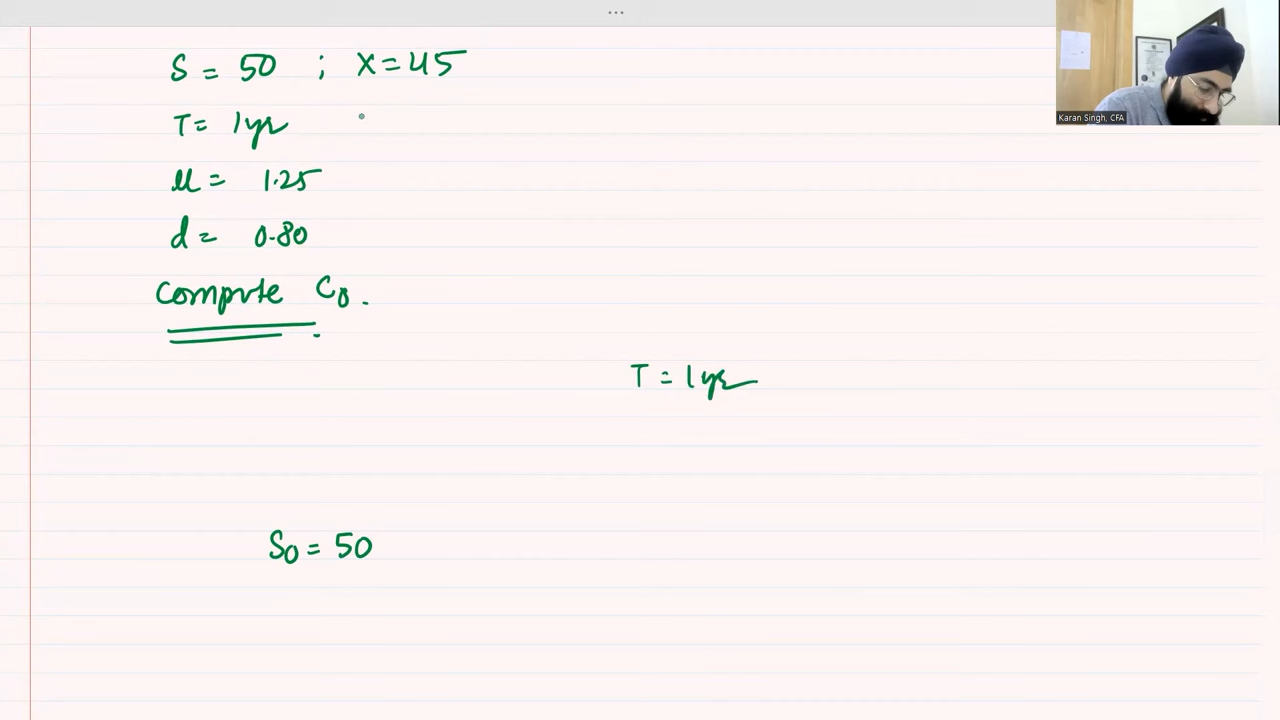 S = 50 ; X = 45
T = 1yr
u = 1.25
d = 0.80
Compute C0.
T = 1yr
S0 = 50
Karan Singh, CFA